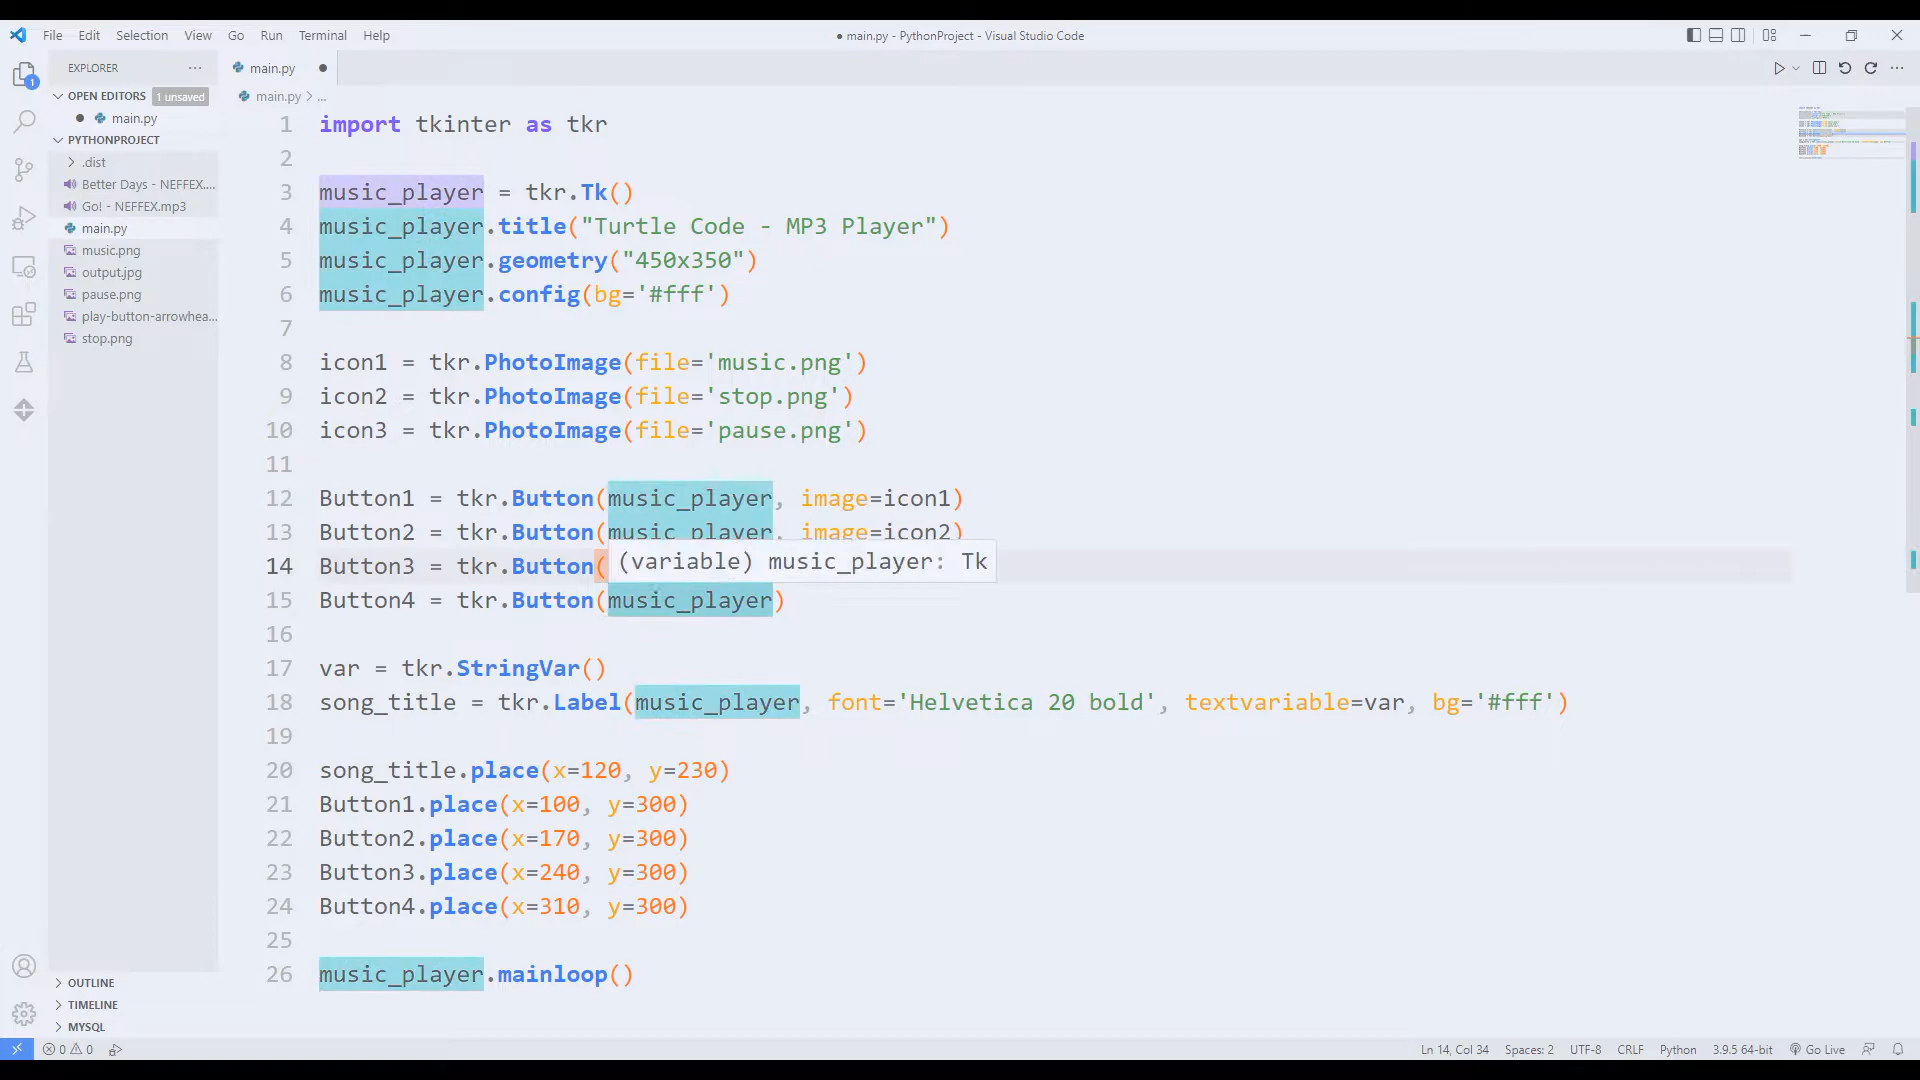 File Edit Selection View Go Run Terminal Help
● main.py - PythonProject - Visual Studio Code
EXPLORER ···
main.py ●
OPEN EDITORS 1 unsaved
● main.py
PYTHONPROJECT
.dist
Better Days - NEFFEX....
Go! - NEFFEX.mp3
main.py
music.png
output.jpg
pause.png
play-button-arrowhea...
stop.png
OUTLINE
TIMELINE
MYSQL
1
main.py > ...
1 import tkinter as tkr
2
3 music_player = tkr.Tk()
4 music_player.title("Turtle Code - MP3 Player")
5 music_player.geometry("450x350")
6 music_player.config(bg='#fff')
7
8 icon1 = tkr.PhotoImage(file='music.png')
9 icon2 = tkr.PhotoImage(file='stop.png')
10 icon3 = tkr.PhotoImage(file='pause.png')
11
12 Button1 = tkr.Button(music_player, image=icon1)
13 Button2 = tkr.Button(music_player, image=icon2)
14 Button3 = tkr.Button(
(variable) music_player: Tk
15 Button4 = tkr.Button(music_player)
16
17 var = tkr.StringVar()
18 song_title = tkr.Label(music_player, font='Helvetica 20 bold', textvariable=var, bg='#fff')
19
20 song_title.place(x=120, y=230)
21 Button1.place(x=100, y=300)
22 Button2.place(x=170, y=300)
23 Button3.place(x=240, y=300)
24 Button4.place(x=310, y=300)
25
26 music_player.mainloop()
0 0
Ln 14, Col 34 Spaces: 2 UTF-8 CRLF Python 3.9.5 64-bit Go Live